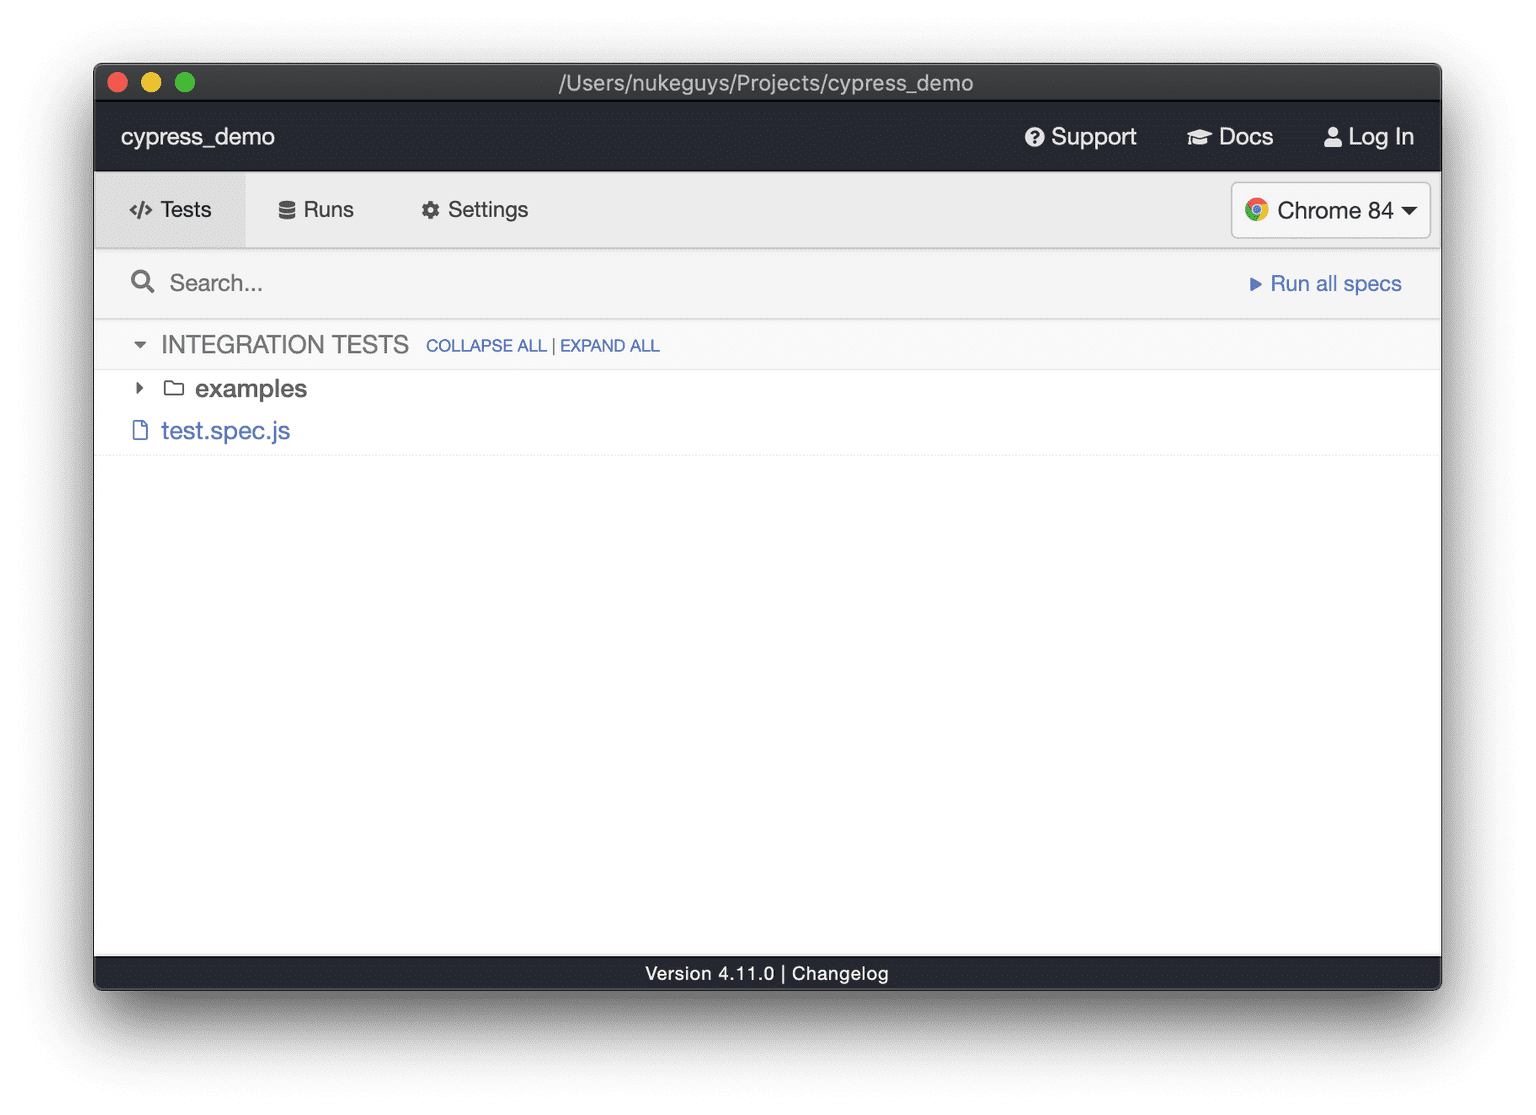 /Users/nukeguys/Projects/cypress_demo
cypress_demo Support Docs Log In
Tests Runs Settings Chrome 84
Search... Run all specs
INTEGRATION TESTS COLLAPSE ALL | EXPAND ALL
examples
test.spec.js
Version 4.11.0 | Changelog